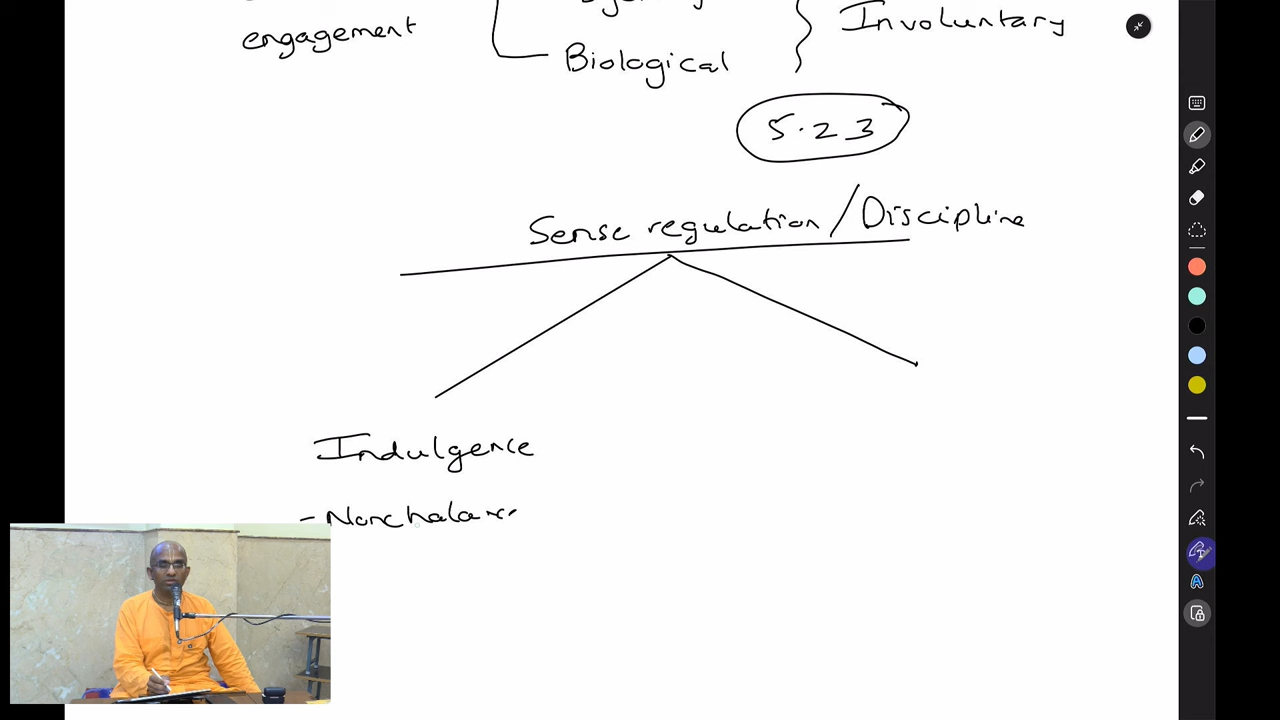 engagement
Involuntary
Biological
5.23
Sense regulation/Discipline
Indulgence
- Nonchalance